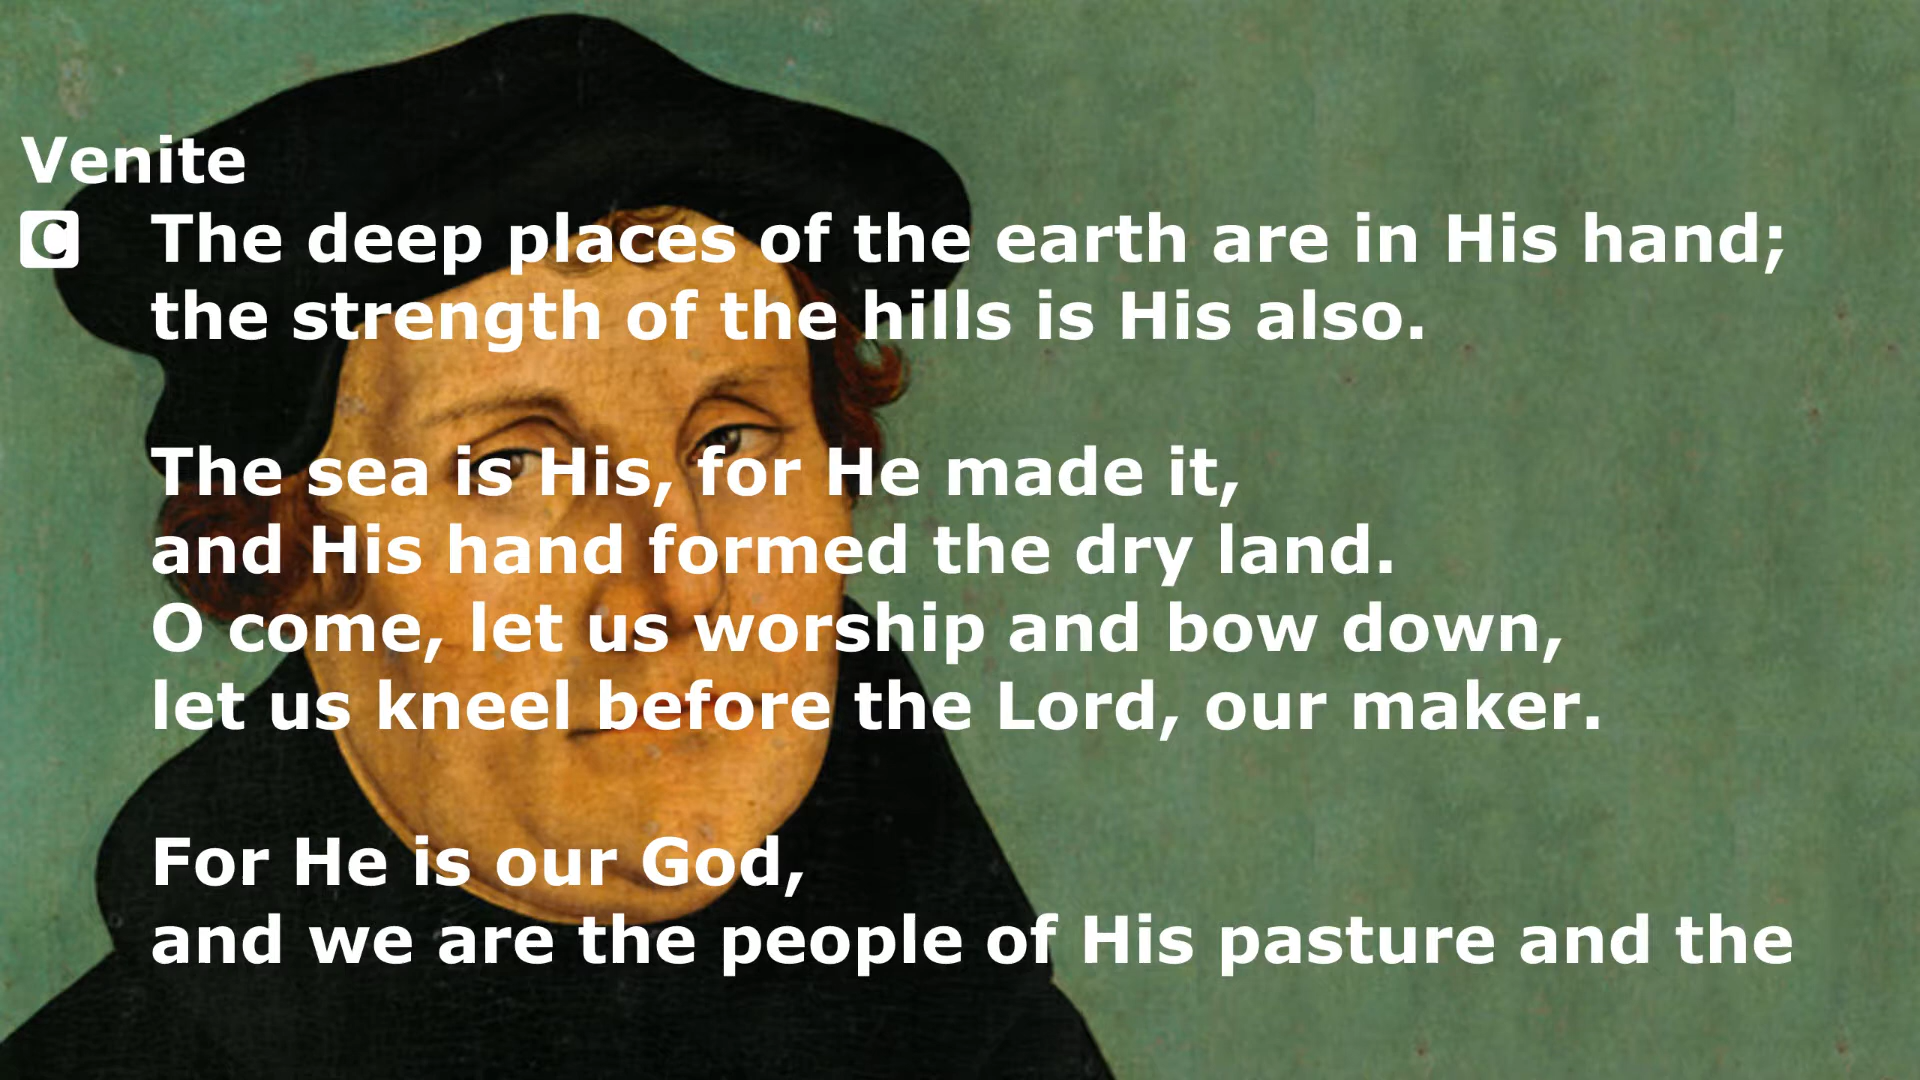 Venite
C The deep places of the earth are in His hand;
the strength of the hills is His also.
The sea is His, for He made it,
and His hand formed the dry land.
O come, let us worship and bow down,
let us kneel before the Lord, our maker.
For He is our God,
and we are the people of His pasture and the